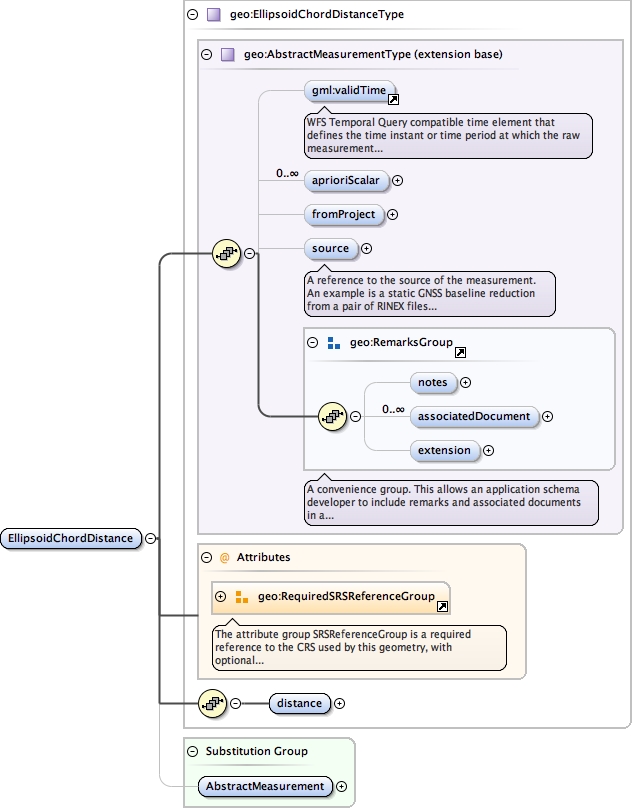 geo:EllipsoidChordDistanceType
geo:AbstractMeasurementType (extension base)
gml:validTime
WFS Temporal Query compatible time element that
defines the time instant or time period at which the raw
measurement...
0..∞
aprioriScalar
fromProject
source
A reference to the source of the measurement.
An example is a static GNSS baseline reduction
from a pair of RINEX files...
geo:RemarksGroup
notes
0..∞
associatedDocument
extension
A convenience group. This allows an application schema
developer to include remarks and associated documents
in a...
EllipsoidChordDistance
@ Attributes
geo:RequiredSRSReferenceGroup
The attribute group SRSReferenceGroup is a required
reference to the CRS used by this geometry, with
optional...
distance
Substitution Group
AbstractMeasurement